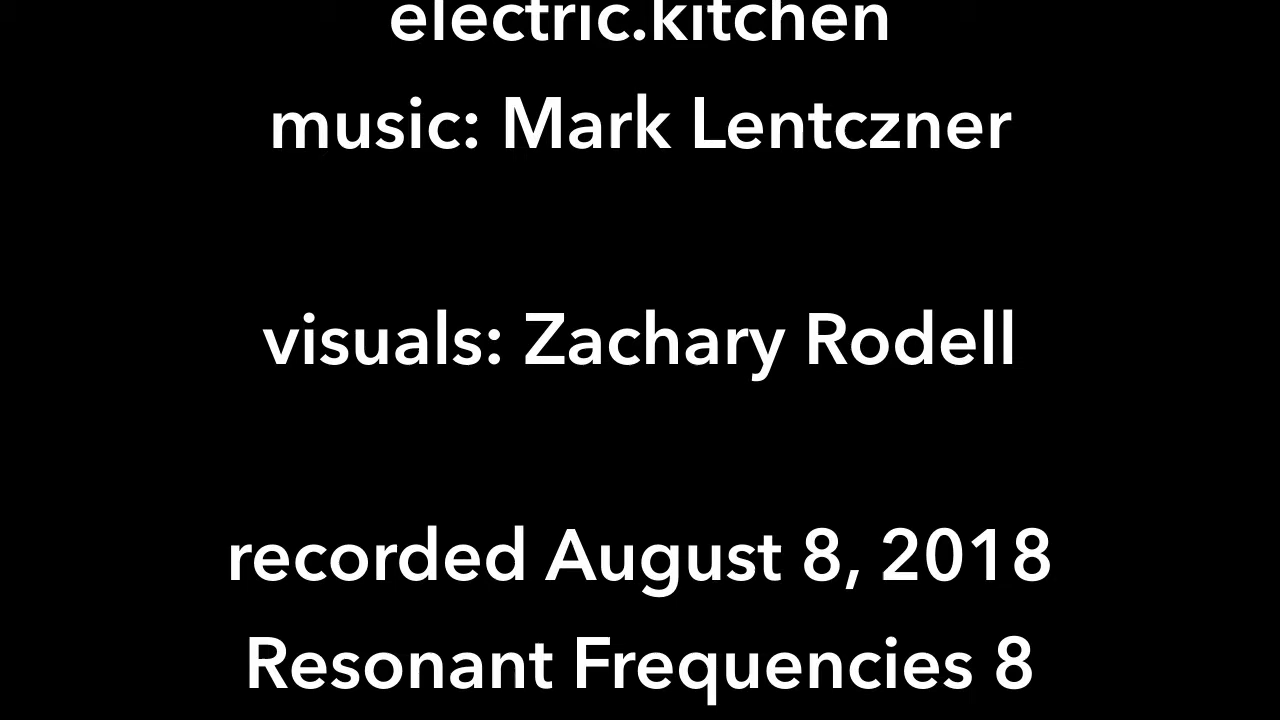 electric.kitchen
music: Mark Lentczner
visuals: Zachary Rodell
recorded August 8, 2018
Resonant Frequencies 8